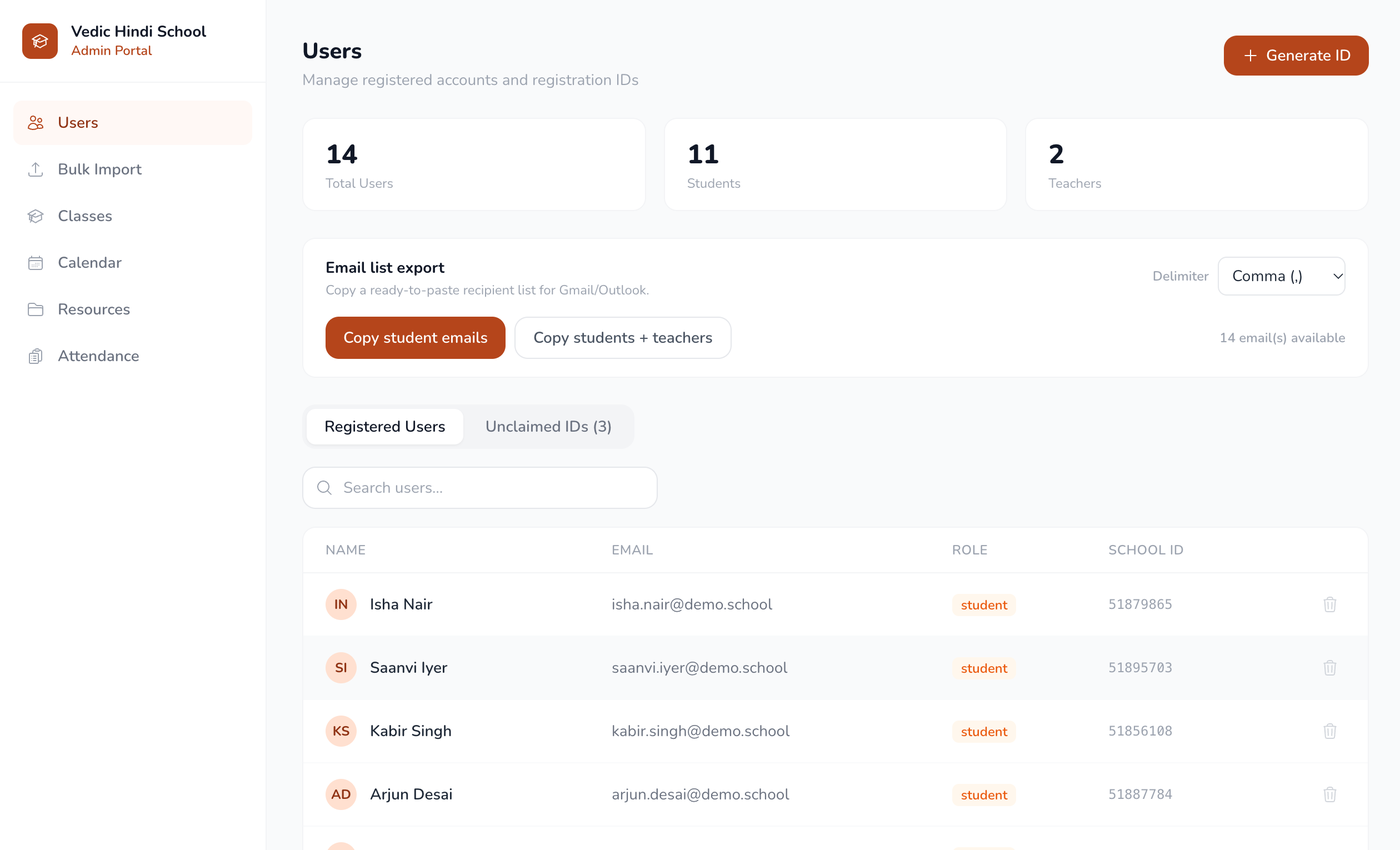 Vedic Hindi School
Admin Portal
Users
Bulk Import
Classes
Calendar
Resources
Attendance
Users
Manage registered accounts and registration IDs
Generate ID
14
Total Users
11
Students
2
Teachers
Email list export
Copy a ready-to-paste recipient list for Gmail/Outlook.
Delimiter
Comma (,)
Copy student emails
Copy students + teachers
14 email(s) available
Registered Users
Unclaimed IDs (3)
Search users...
NAME EMAIL ROLE SCHOOL ID
IN Isha Nair isha.nair@demo.school student 51879865
SI Saanvi Iyer saanvi.iyer@demo.school student 51895703
KS Kabir Singh kabir.singh@demo.school student 51856108
AD Arjun Desai arjun.desai@demo.school student 51887784